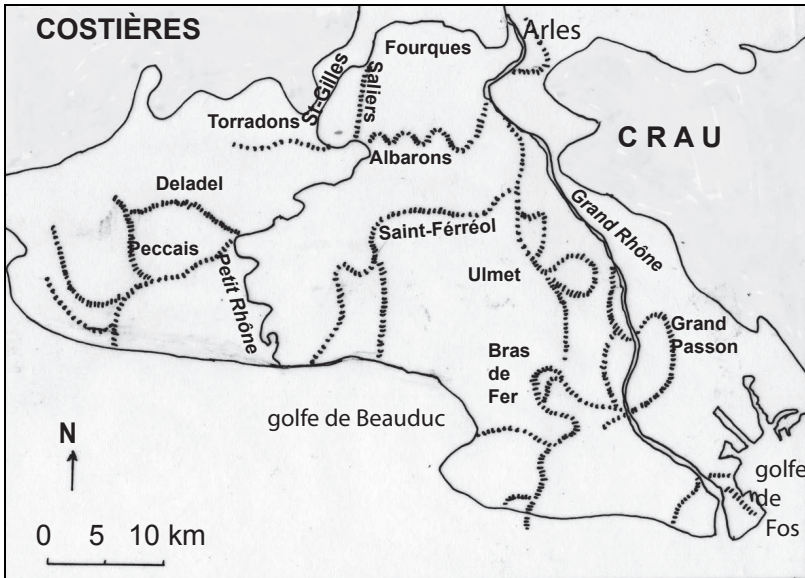 COSTIÈRES
Arles
Fourques
St-Gilles
Saliers
CRAU
Torradons
Albarons
Deladel
Grand Rhône
Saint-Férréol
Peccais
Petit Rhône
Ulmet
Grand
Passon
Bras
de
Fer
golfe de Beauduc
N
golfe
de
Fos
0 5 10 km